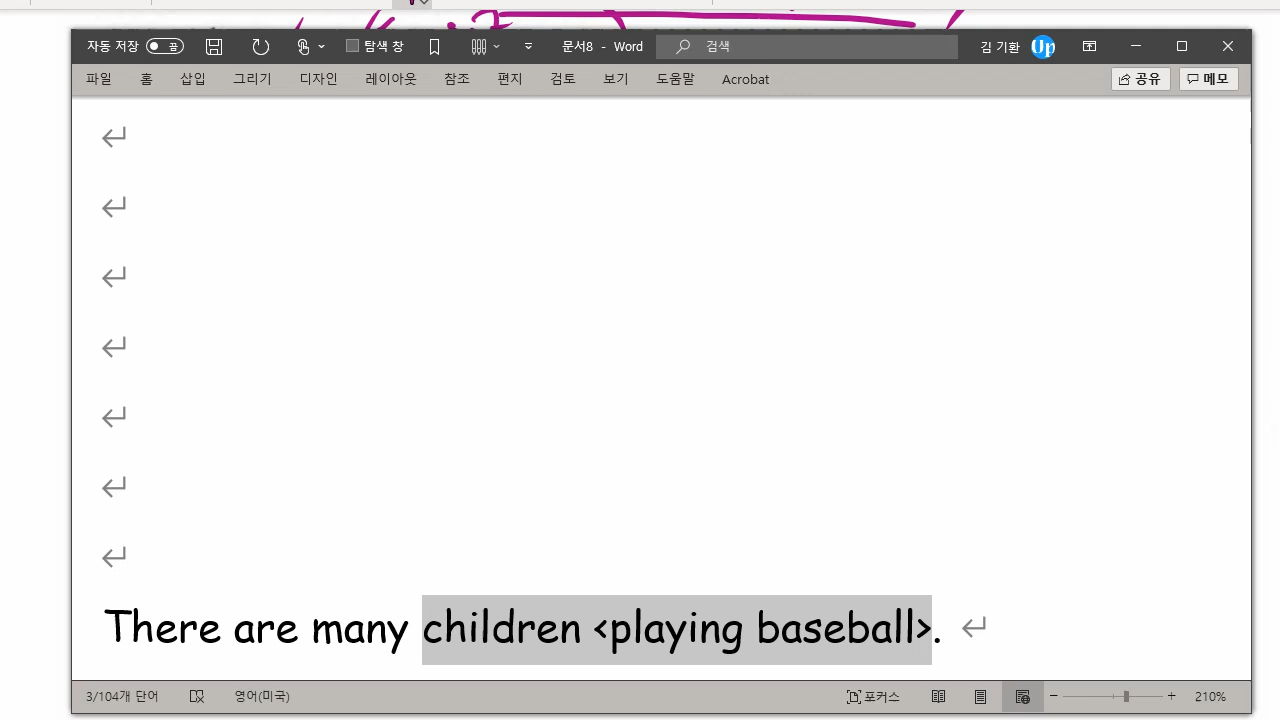 자동 저장 끔 탐색 창 문서8 - Word 검색 김 기환 Up
파일 홈 삽입 그리기 디자인 레이아웃 참조 편지 검토 보기 도움말 Acrobat 공유 메모
There are many children <playing baseball>.
3/104개 단어 영어(미국) 포커스 210%